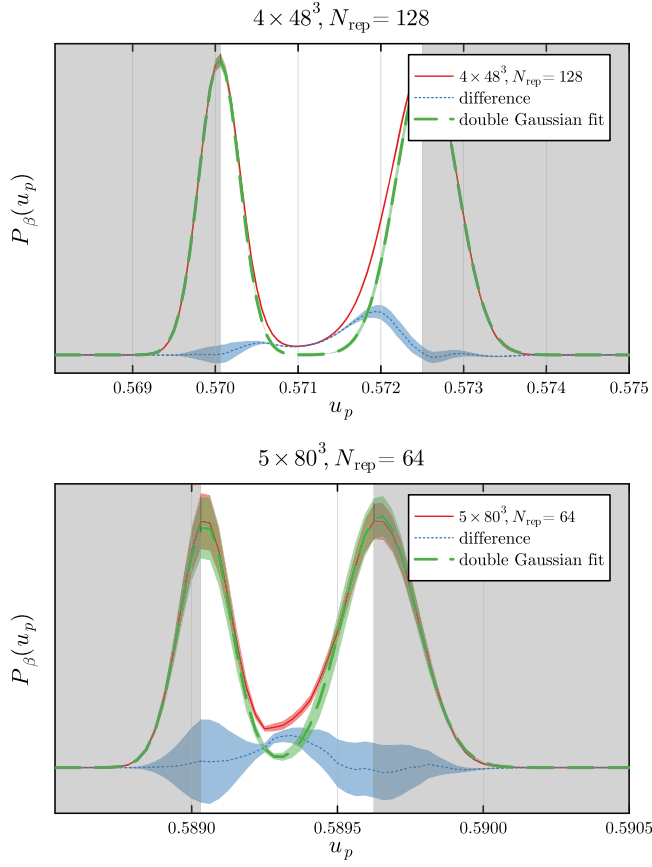 4 × 48³, N_rep = 128
P_β(u_p)
4 × 48³, N_rep = 128
difference
double Gaussian fit
0.569 0.570 0.571 0.572 0.573 0.574 0.575
u_p
5 × 80³, N_rep = 64
P_β(u_p)
5 × 80³, N_rep = 64
difference
double Gaussian fit
0.5890 0.5895 0.5900 0.5905
u_p